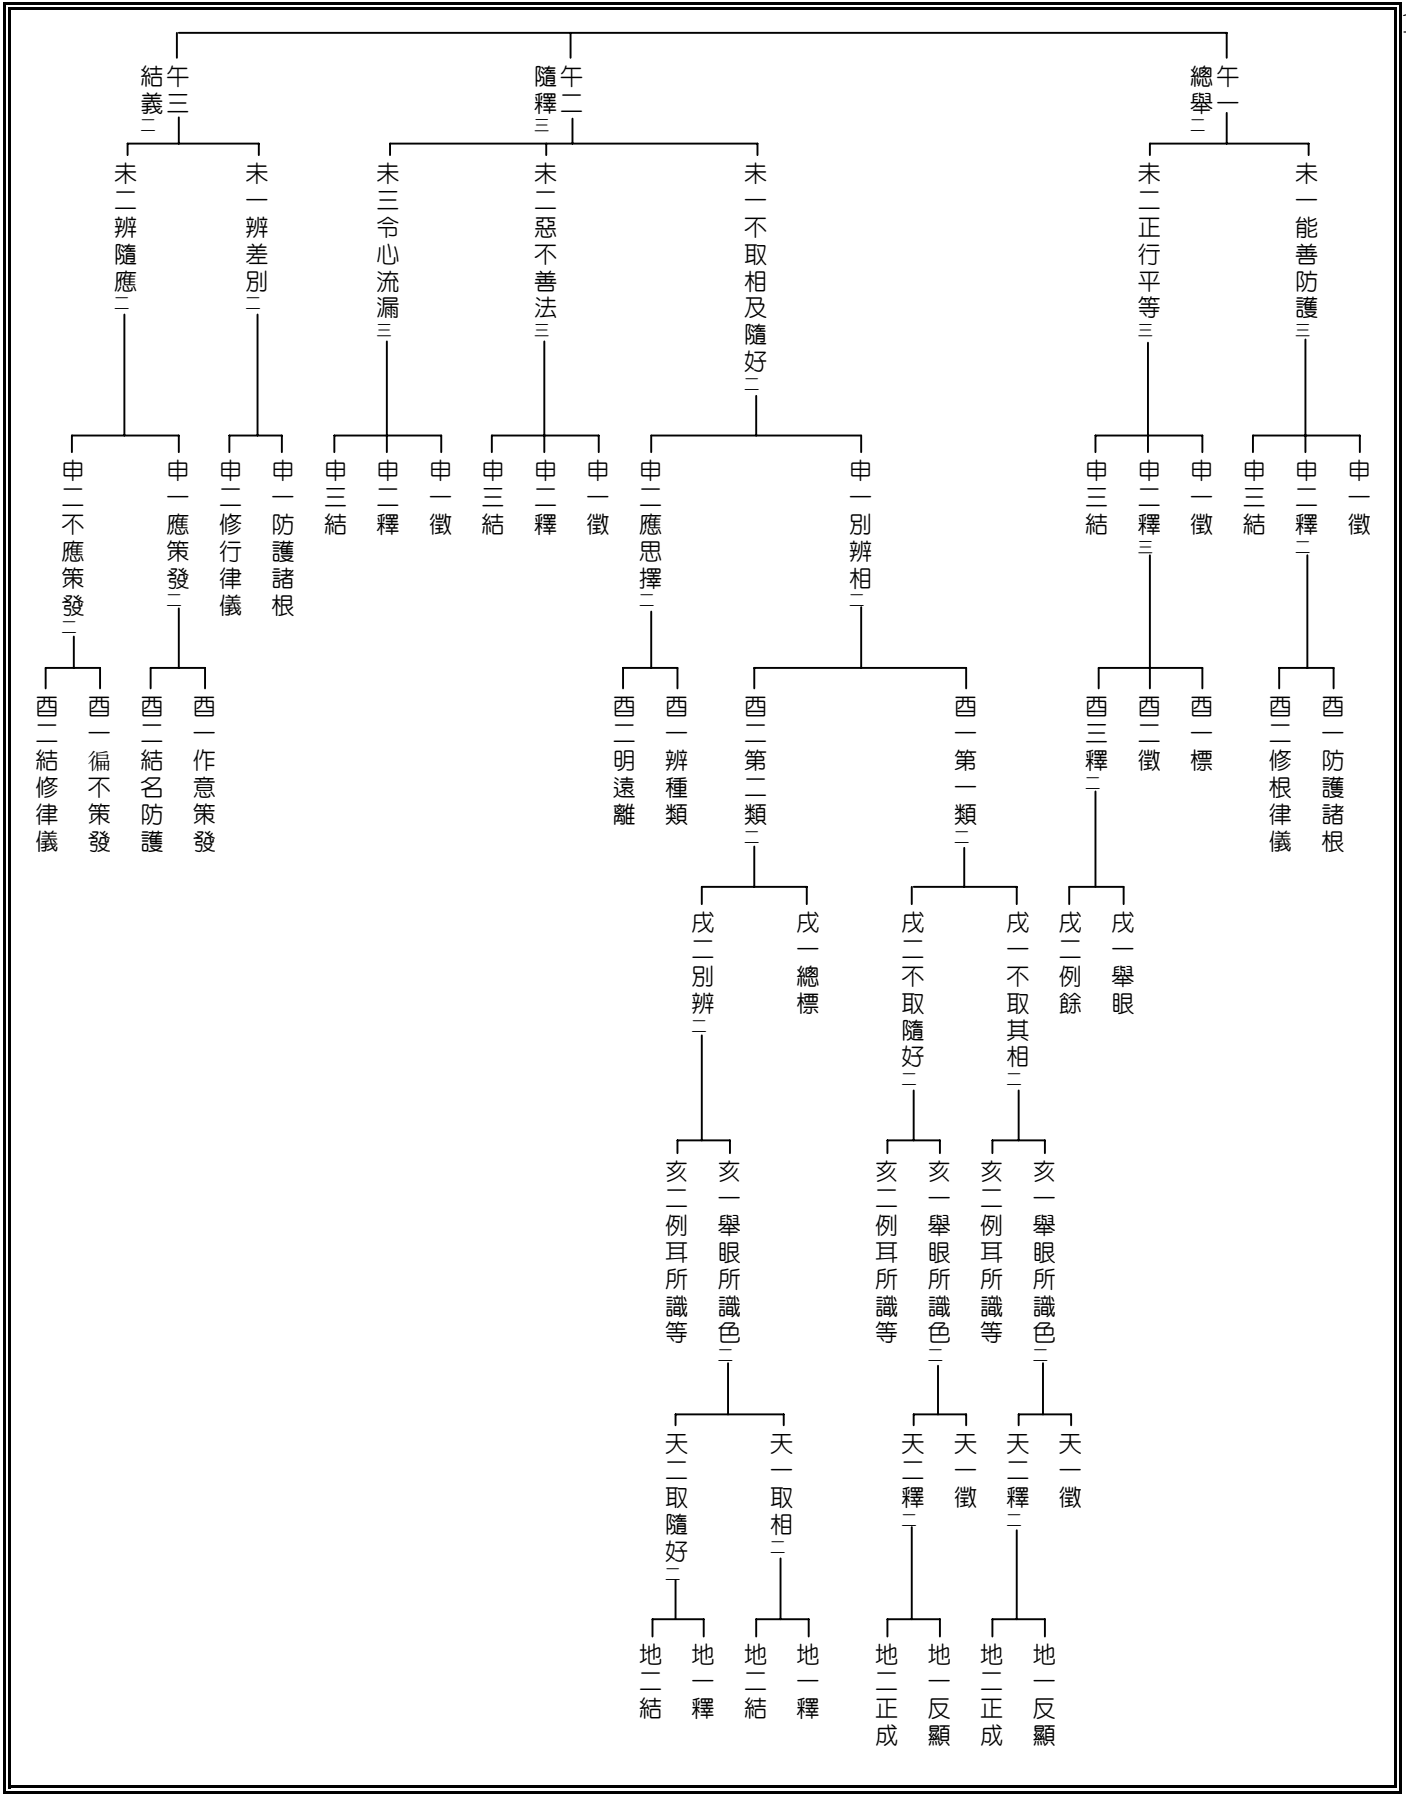 午一總舉二
午二隨釋三
午三結義二
未一能善防護三
未二正行平等三
未一不取相及隨好二
未二惡不善法三
未三令心流漏三
未一辨差別二
未二辨隨應二
申一徵
申二釋二
申三結
申一徵
申二釋三
申三結
申一別辨相二
申二應思擇二
申一徵
申二釋
申三結
申一徵
申二釋
申三結
申一防護諸根
申二修行律儀
申一應策發二
申二不應策發二
酉一防護諸根
酉二修根律儀
酉一標
酉二徵
酉三釋二
酉一第一類二
酉二第二類二
酉一辨種類
酉二明遠離
酉一作意策發
酉二結名防護
酉一徧不策發
酉二結修律儀
戌一舉眼
戌二例餘
戌一不取其相二
戌二不取隨好二
戌一總標
戌二別辨二
亥一舉眼所識色二
亥二例耳所識等
亥一舉眼所識色二
亥二例耳所識等
亥一舉眼所識色二
亥二例耳所識等
天一徵
天二釋二
天一徵
天二釋二
天一取相二
天二取隨好二
地一反顯
地二正成
地一反顯
地二正成
地一釋
地二結
地一釋
地二結